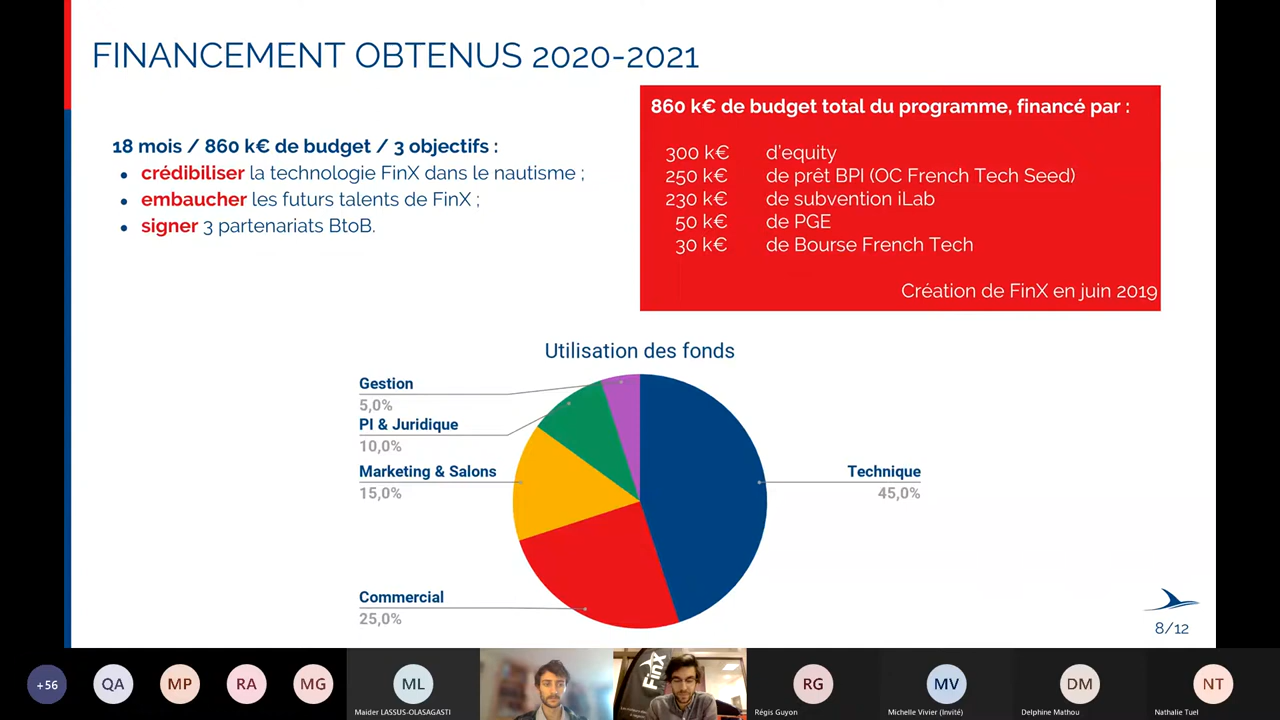 FINANCEMENT OBTENUS 2020-2021
18 mois / 860 k€ de budget / 3 objectifs :
• crédibiliser la technologie FinX dans le nautisme ;
• embaucher les futurs talents de FinX ;
• signer 3 partenariats BtoB.
860 k€ de budget total du programme, financé par :
300 k€ d'equity
250 k€ de prêt BPI (OC French Tech Seed)
230 k€ de subvention iLab
50 k€ de PGE
30 k€ de Bourse French Tech
Création de FinX en juin 2019
Utilisation des fonds
Gestion
5,0%
PI & Juridique
10,0%
Marketing & Salons
15,0%
Commercial
25,0%
Technique
45,0%
8/12
+56
QA
MP
RA
MG
ML
Maider LASSUS-OLASAGASTI
FinX
RG
Régis Guyon
MV
Michelle Vivier (Invité)
DM
Delphine Mathou
NT
Nathalie Tuel